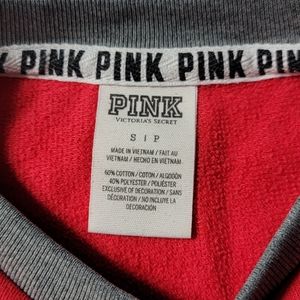 PINK PINK PINK PINK PINK
PINK
VICTORIA'S SECRET
S | P
MADE IN VIETNAM / FAIT AU
VIETNAM / HECHO EN VIETNAM
60% COTTON / COTON / ALGODÓN
40% POLYESTER / POLIÉSTER
EXCLUSIVE OF DECORATION / SANS
DÉCORATION / NO INCLUYE LA
DECORACIÓN